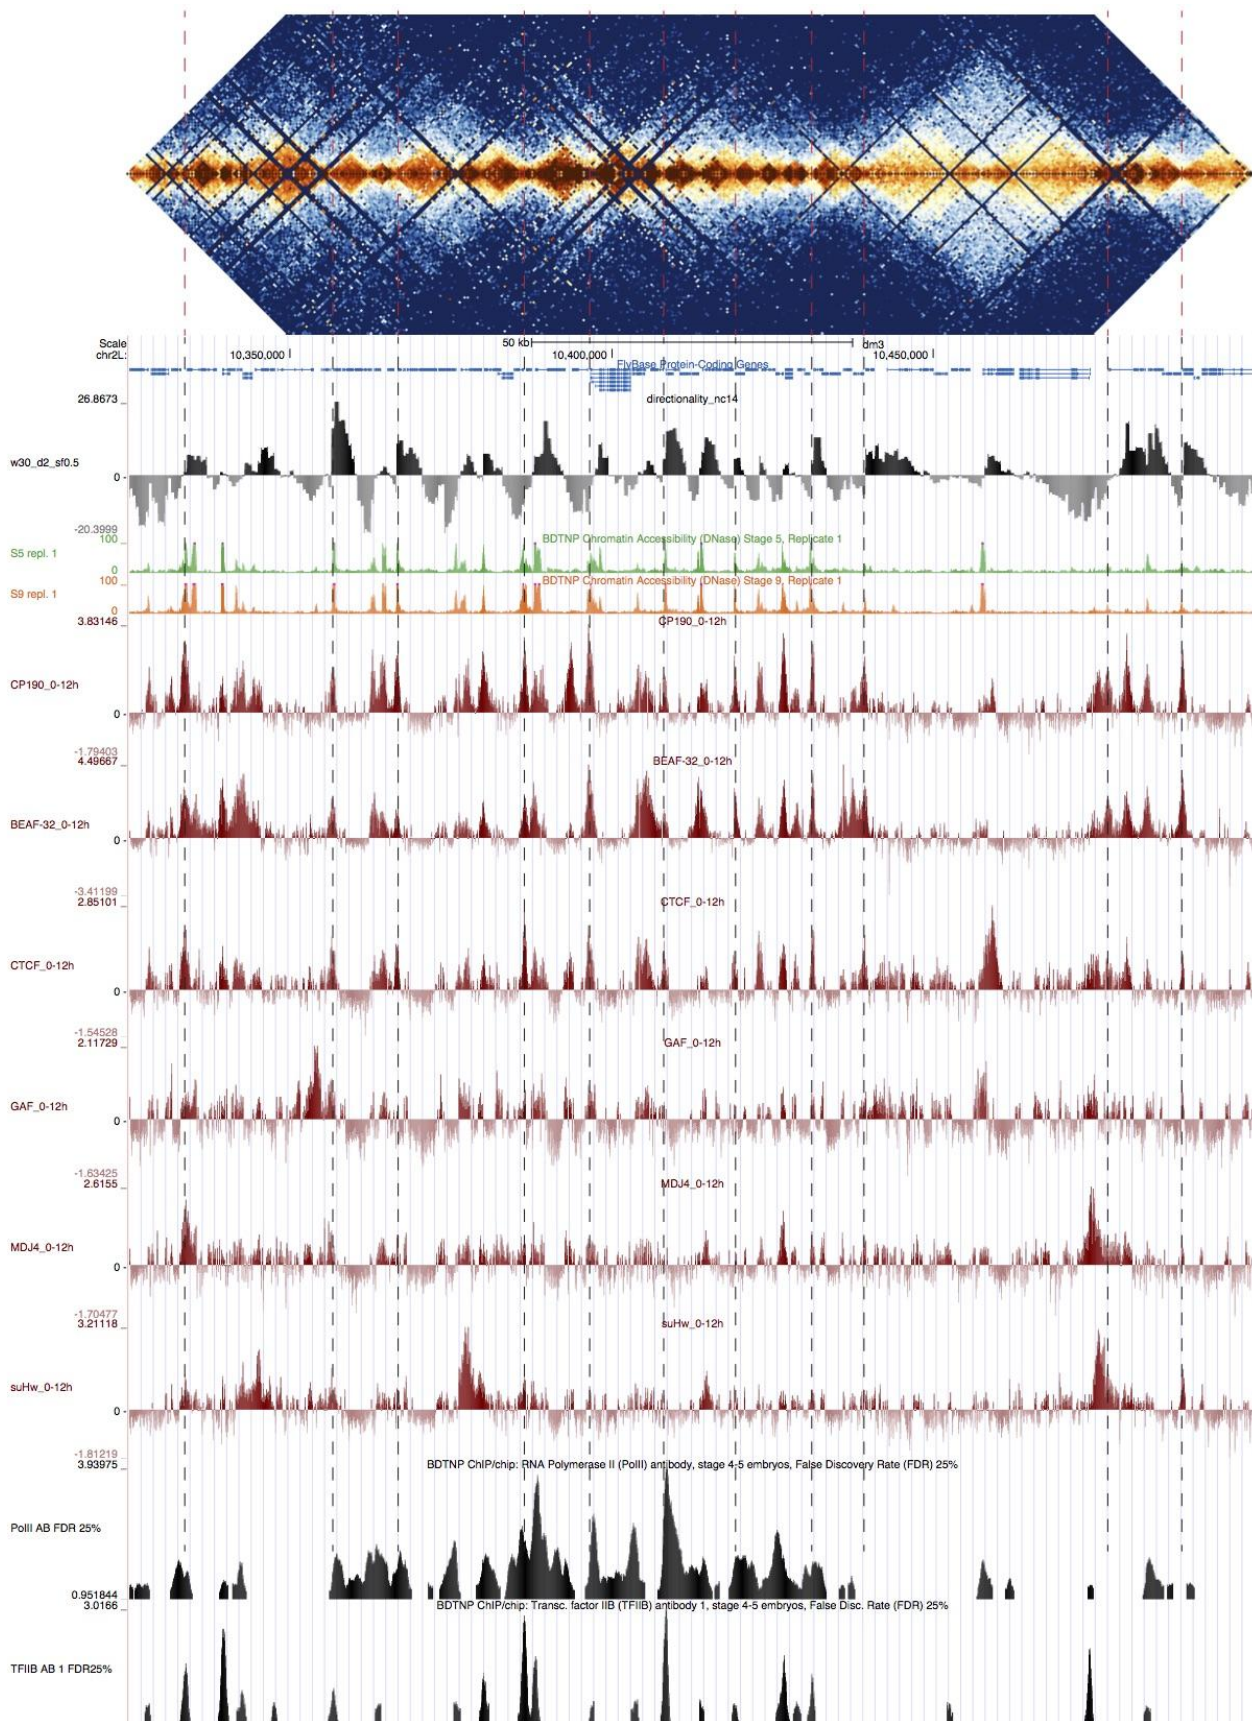 Scale 50 kb dm3
chr2L: 10,350,000 10,400,000 10,450,000
FlyBase Protein-Coding Genes
26.8673 directionality_nc14
w30_d2_sf0.5
0
-20.3999
100 BDTNP Chromatin Accessibility (DNase) Stage 5, Replicate 1
S5 repl. 1
0
100 BDTNP Chromatin Accessibility (DNase) Stage 9, Replicate 1
S9 repl. 1
0
3.83146 CP190_0-12h
CP190_0-12h
0
-1.79403
4.49667 BEAF-32_0-12h
BEAF-32_0-12h
0
-3.41199
2.85101 CTCF_0-12h
CTCF_0-12h
0
-1.54528
2.11729 GAF_0-12h
GAF_0-12h
0
-1.63425
2.6155 MDJ4_0-12h
MDJ4_0-12h
0
-1.70477
3.21118 suHw_0-12h
suHw_0-12h
0
-1.81219
3.93975 BDTNP ChIP/chip: RNA Polymerase II (PolII) antibody, stage 4-5 embryos, False Discovery Rate (FDR) 25%
PolII AB FDR 25%
0.951844
3.0166 BDTNP ChIP/chip: Transc. factor IIB (TFIIB) antibody 1, stage 4-5 embryos, False Disc. Rate (FDR) 25%
TFIIB AB 1 FDR25%